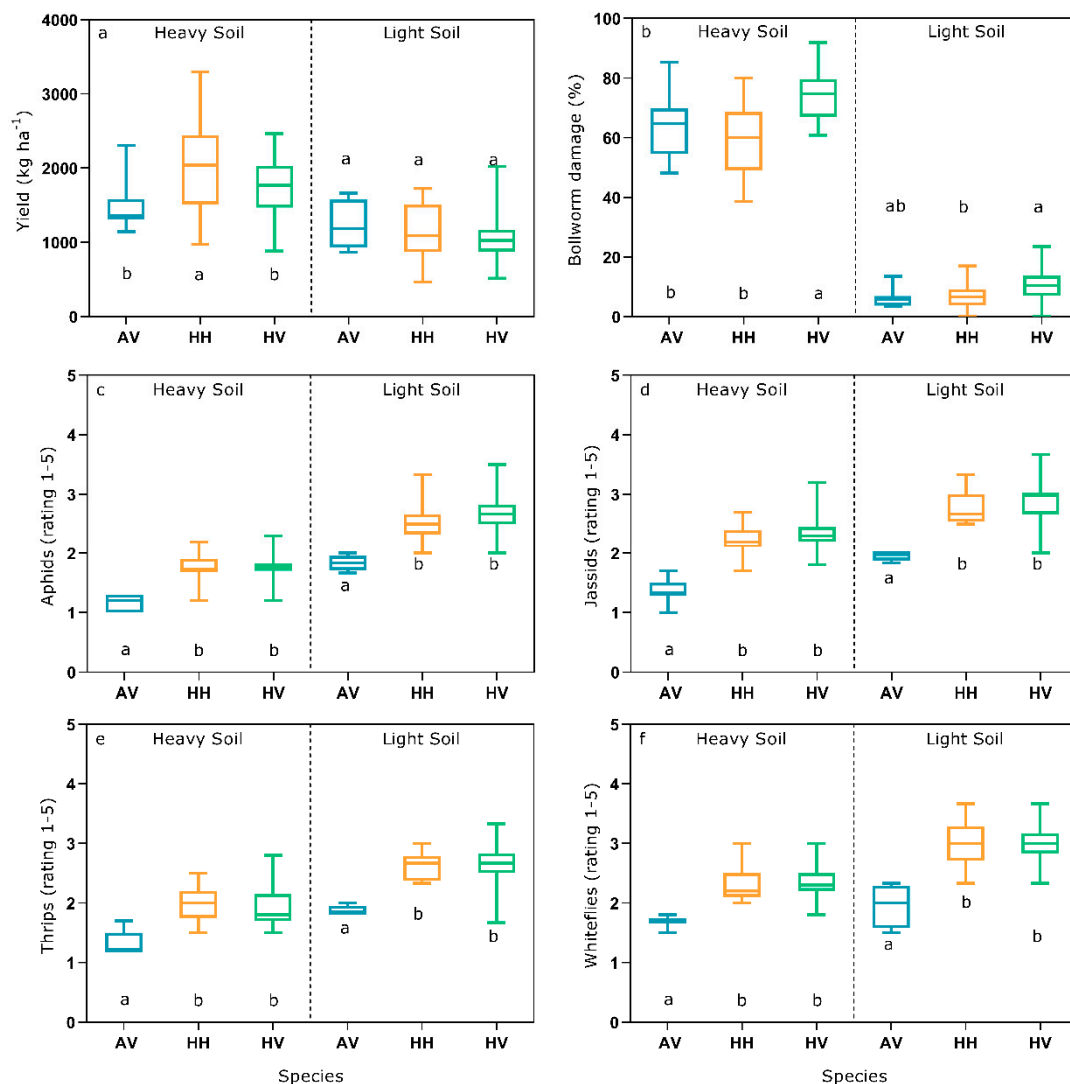 a
Heavy Soil
Light Soil
Yield (kg ha⁻¹)
4000
3000
2000
1000
0
a a a
b a b
AV HH HV AV HH HV
b
Heavy Soil
Light Soil
Bollworm damage (%)
100
80
60
40
20
0
ab b a
b b a
AV HH HV AV HH HV
c
Heavy Soil
Light Soil
Aphids (rating 1-5)
5
4
3
2
1
0
a b b
a b b
AV HH HV AV HH HV
d
Heavy Soil
Light Soil
Jassids (rating 1-5)
5
4
3
2
1
0
a b b
a b b
AV HH HV AV HH HV
e
Heavy Soil
Light Soil
Thrips (rating 1-5)
5
4
3
2
1
0
a b b
a b b
AV HH HV AV HH HV
Species
f
Heavy Soil
Light Soil
Whiteflies (rating 1-5)
5
4
3
2
1
0
a b b
a b b
AV HH HV AV HH HV
Species